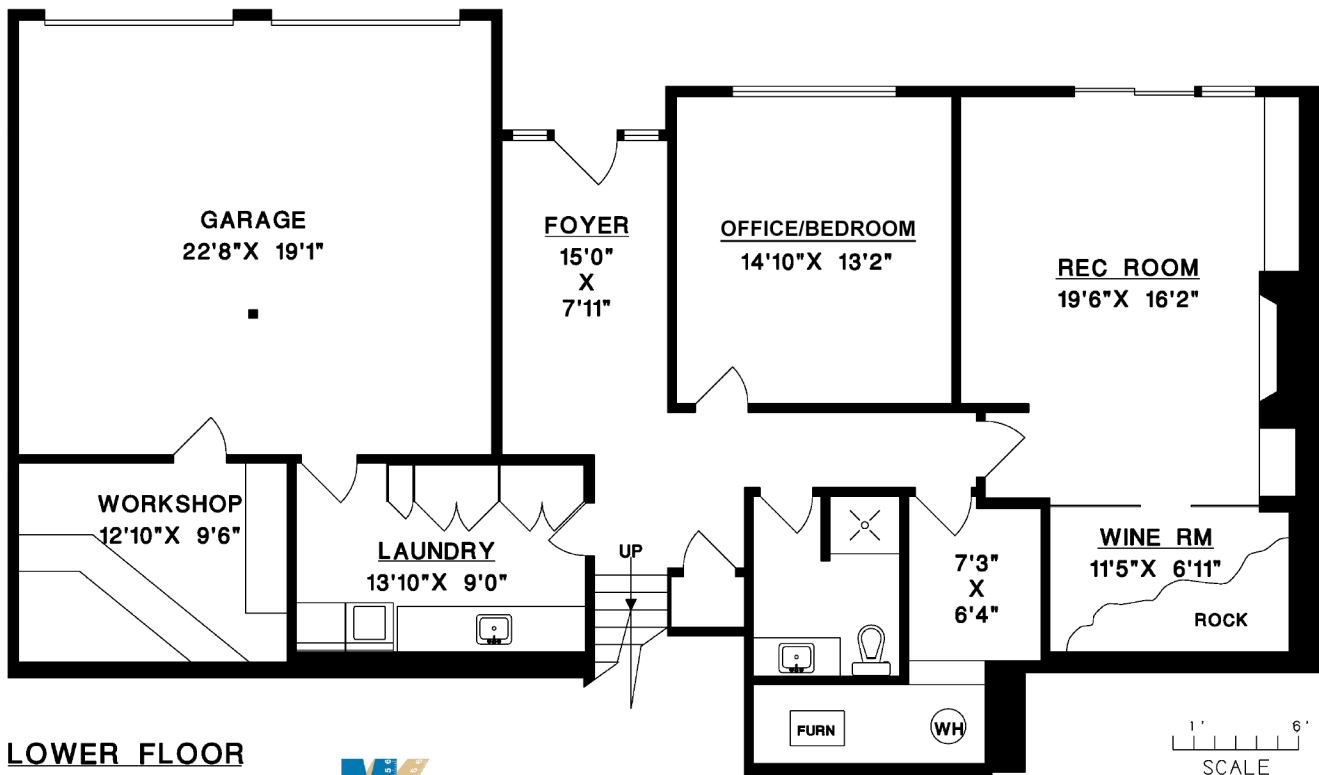 GARAGE
22'8"X 19'1"
FOYER
15'0"
X
7'11"
OFFICE/BEDROOM
14'10"X 13'2"
REC ROOM
19'6"X 16'2"
WORKSHOP
12'10"X 9'6"
LAUNDRY
13'10"X 9'0"
UP
7'3"
X
6'4"
WINE RM
11'5"X 6'11"
ROCK
FURN
WH
LOWER FLOOR
1' 6'
SCALE